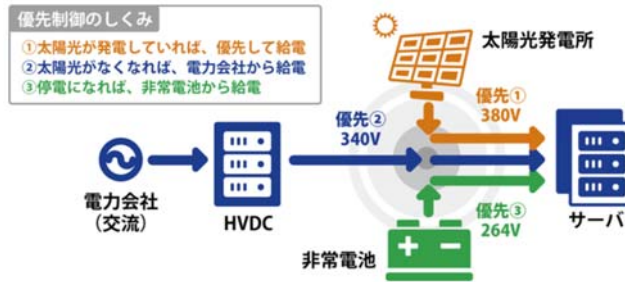 優先制御のしくみ
①太陽光が発電していれば、優先して給電
②太陽光がなくなれば、電力会社から給電
③停電になれば、非常電池から給電
太陽光発電所
優先①
380V
優先②
340V
電力会社
（交流）
HVDC
優先③
264V
サーバ
非常電池